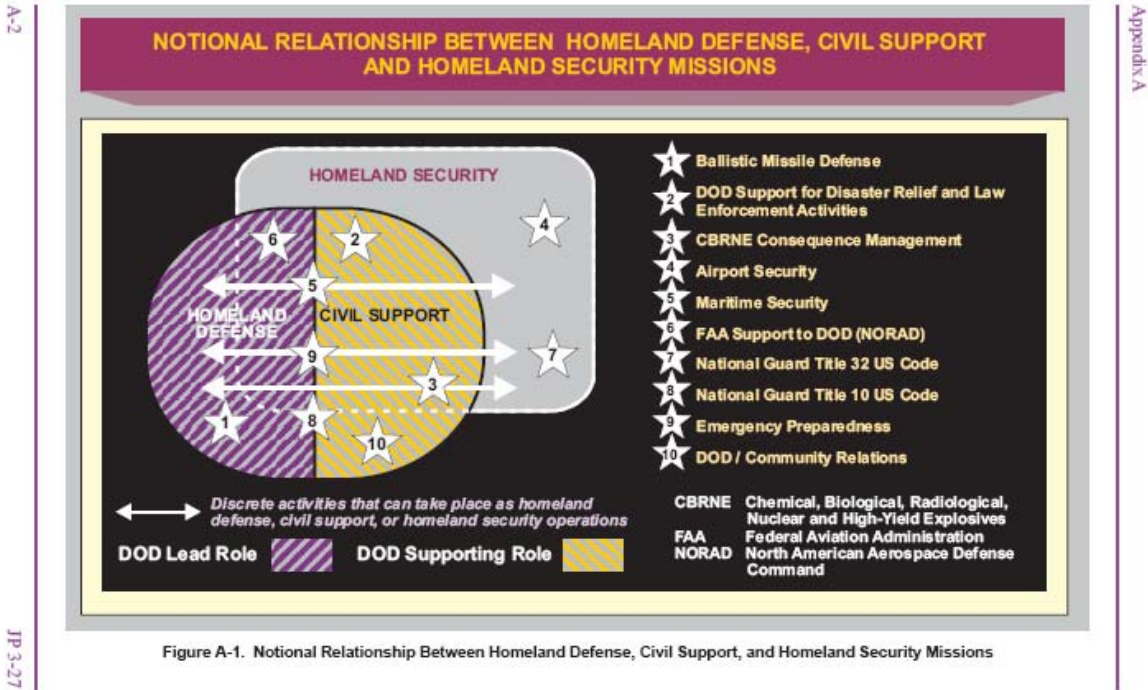 A-2
Appendix A
NOTIONAL RELATIONSHIP BETWEEN HOMELAND DEFENSE, CIVIL SUPPORT
AND HOMELAND SECURITY MISSIONS
HOMELAND SECURITY
HOMELAND
DEFENSE
CIVIL SUPPORT
6
2
4
5
9
7
3
1
8
10
1 Ballistic Missile Defense
2 DOD Support for Disaster Relief and Law
Enforcement Activities
3 CBRNE Consequence Management
4 Airport Security
5 Maritime Security
6 FAA Support to DOD (NORAD)
7 National Guard Title 32 US Code
8 National Guard Title 10 US Code
9 Emergency Preparedness
10 DOD / Community Relations
Discrete activities that can take place as homeland
defense, civil support, or homeland security operations
DOD Lead Role
DOD Supporting Role
CBRNE Chemical, Biological, Radiological,
Nuclear and High-Yield Explosives
FAA Federal Aviation Administration
NORAD North American Aerospace Defense
Command
Figure A-1. Notional Relationship Between Homeland Defense, Civil Support, and Homeland Security Missions
JP 3-27